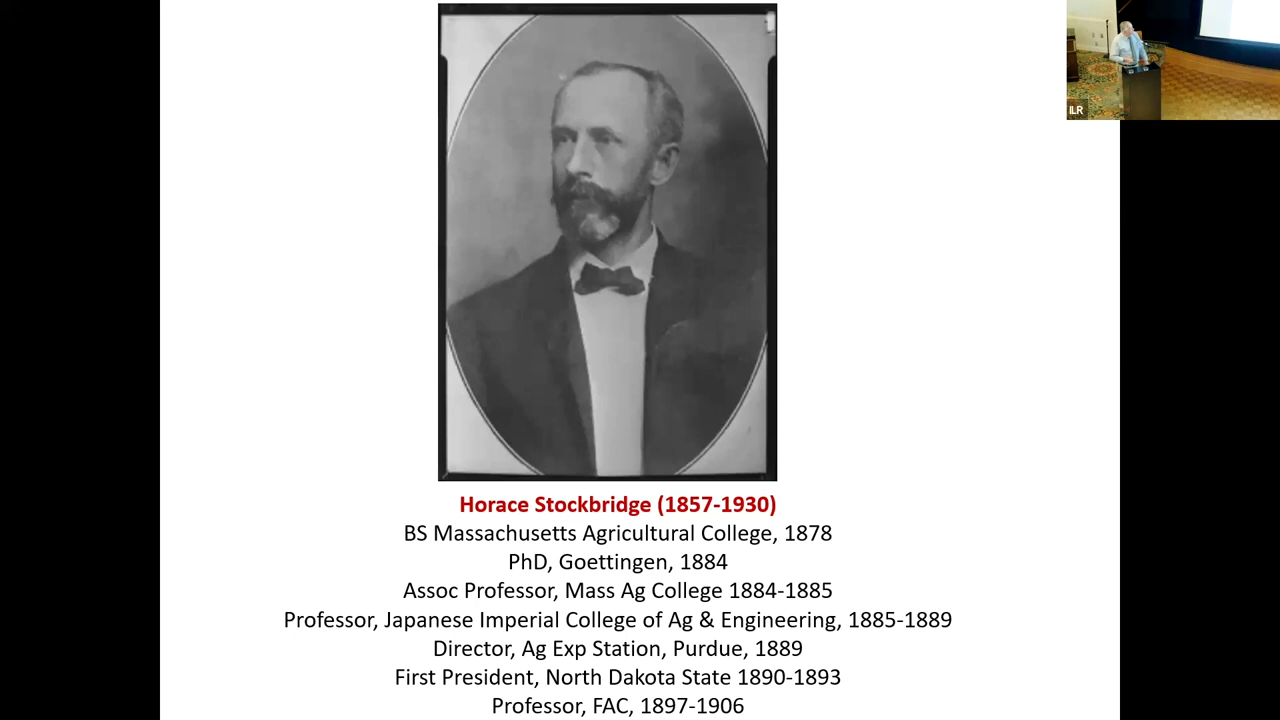 ILR
Horace Stockbridge (1857-1930)
BS Massachusetts Agricultural College, 1878
PhD, Goettingen, 1884
Assoc Professor, Mass Ag College 1884-1885
Professor, Japanese Imperial College of Ag & Engineering, 1885-1889
Director, Ag Exp Station, Purdue, 1889
First President, North Dakota State 1890-1893
Professor, FAC, 1897-1906